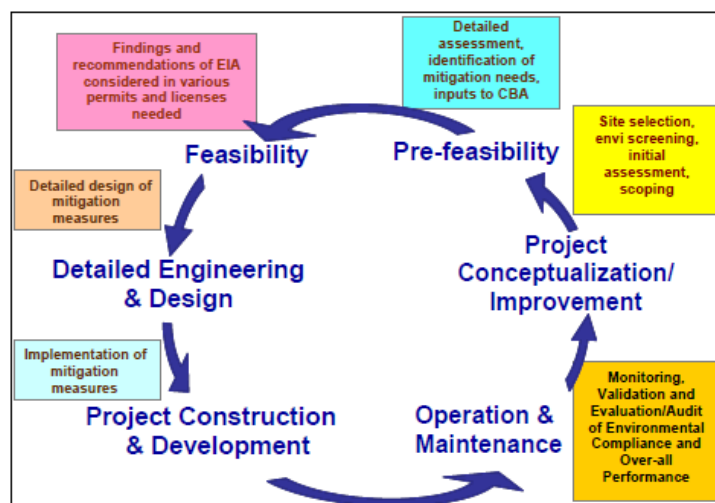 Findings and
recommendations of EIA
considered in various
permits and licenses
needed
Detailed
assessment,
identification of
mitigation needs,
inputs to CBA
Site selection,
envi screening,
initial
assessment,
scoping
Feasibility
Pre-feasibility
Detailed design of
mitigation
measures
Detailed Engineering
& Design
Project
Conceptualization/
Improvement
Implementation of
mitigation
measures
Project Construction
& Development
Operation &
Maintenance
Monitoring,
Validation and
Evaluation/Audit
of Environmental
Compliance and
Over-all
Performance